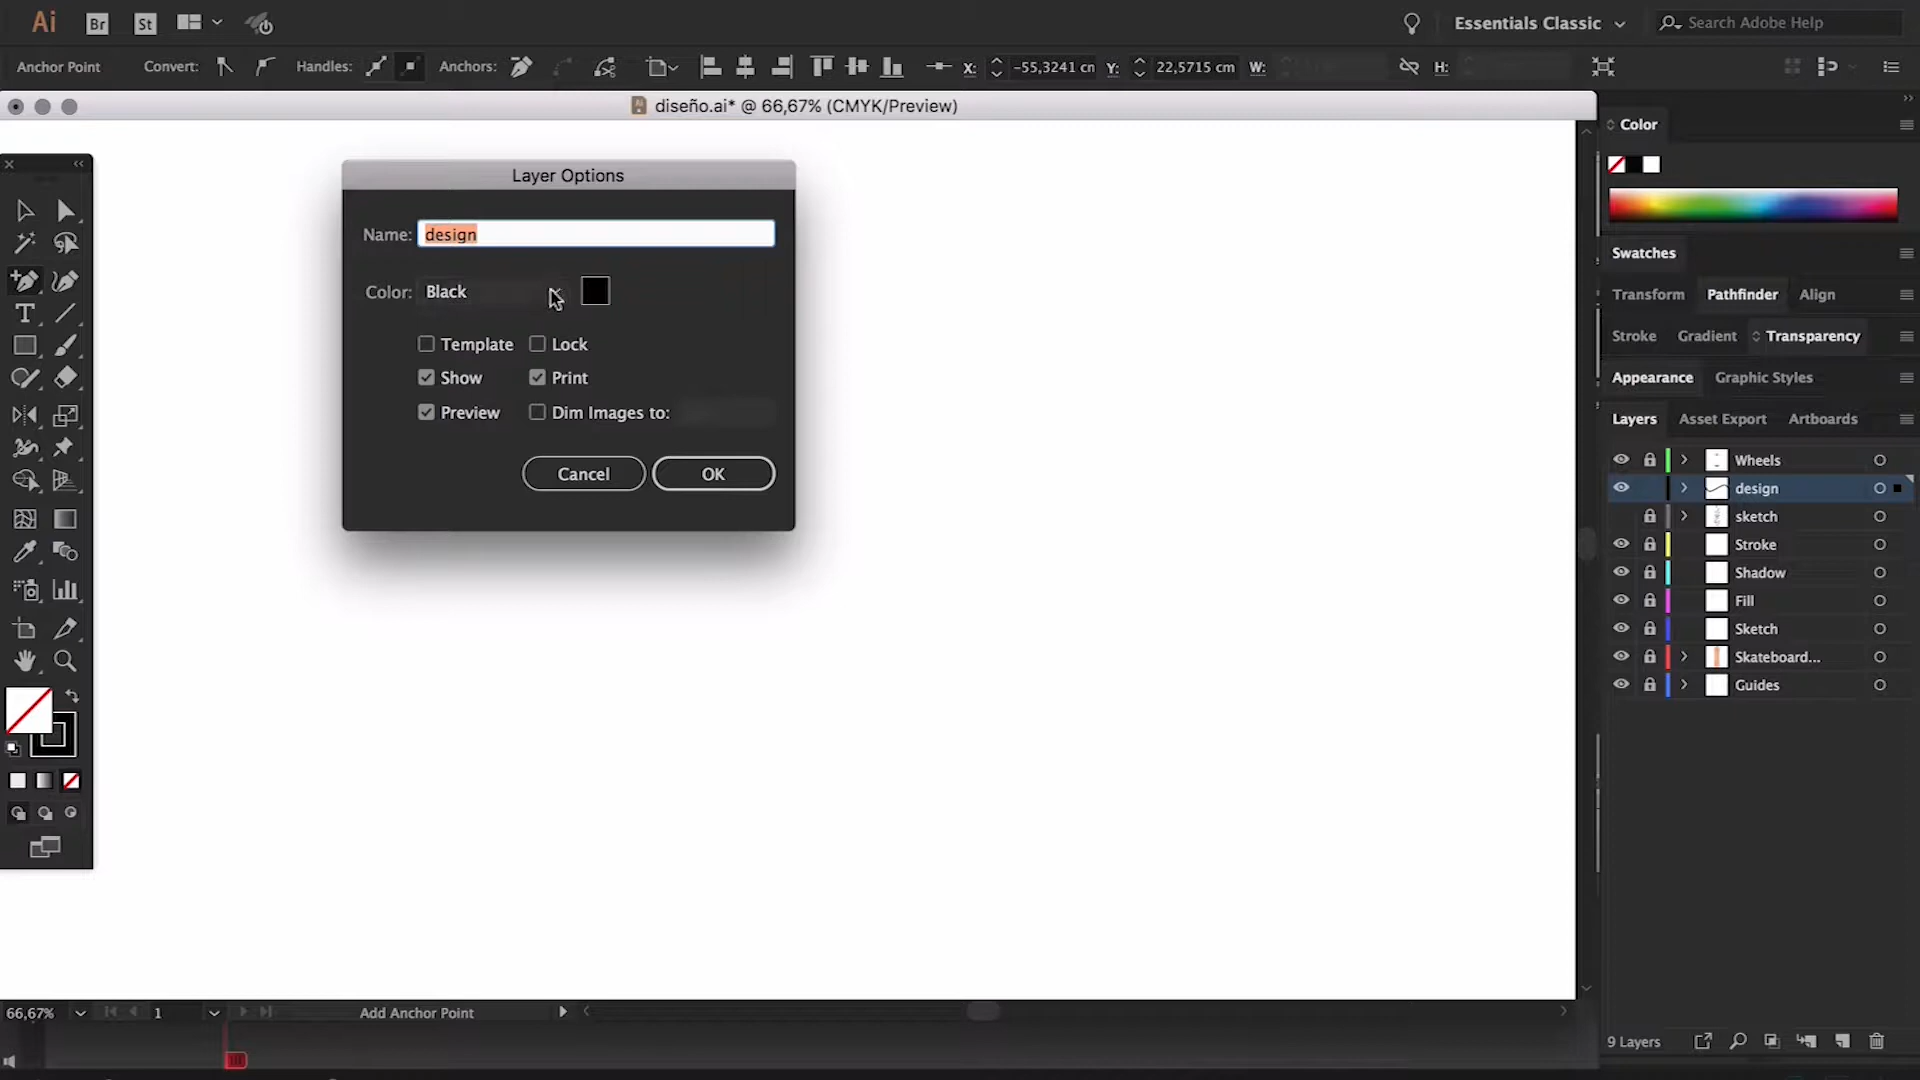 Ai Br St Essentials Classic Search Adobe Help
Anchor Point Convert: Handles: Anchors: X: -55,3241 cn Y: 22,5715 cm W: H:
diseño.ai* @ 66,67% (CMYK/Preview)
Color
Layer Options
Name: design
Color: Black
Template Lock
Show Print
Preview Dim Images to:
Cancel OK
Swatches
Transform Pathfinder Align
Stroke Gradient Transparency
Appearance Graphic Styles
Layers Asset Export Artboards
Wheels
design
sketch
Stroke
Shadow
Fill
Sketch
Skateboard...
Guides
66,67% 1 Add Anchor Point
9 Layers